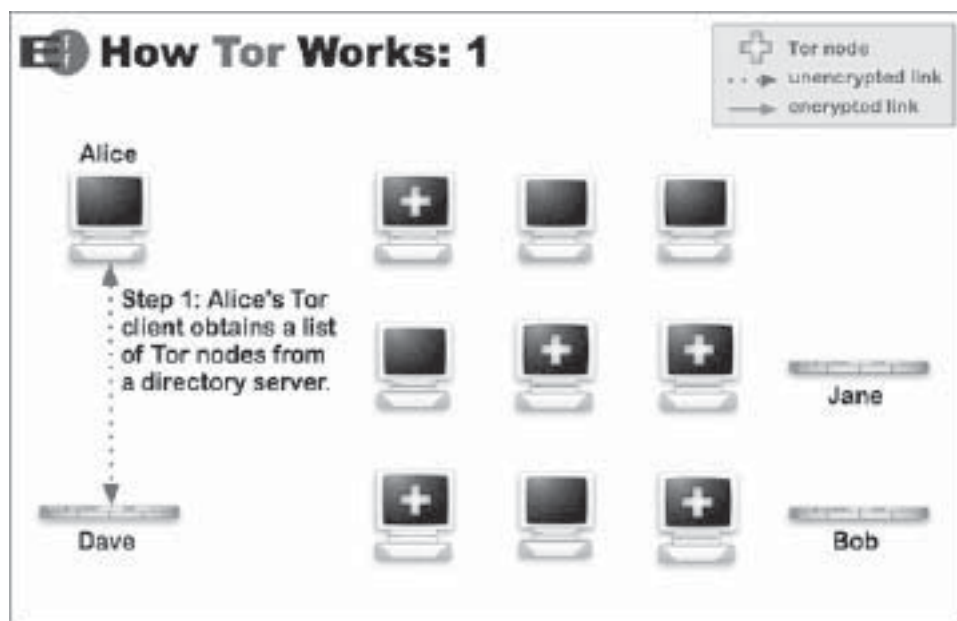 EFF How Tor Works: 1
Tor node
unencrypted link
encrypted link
Alice
Step 1: Alice's Tor
client obtains a list
of Tor nodes from
a directory server.
Jane
Dave
Bob